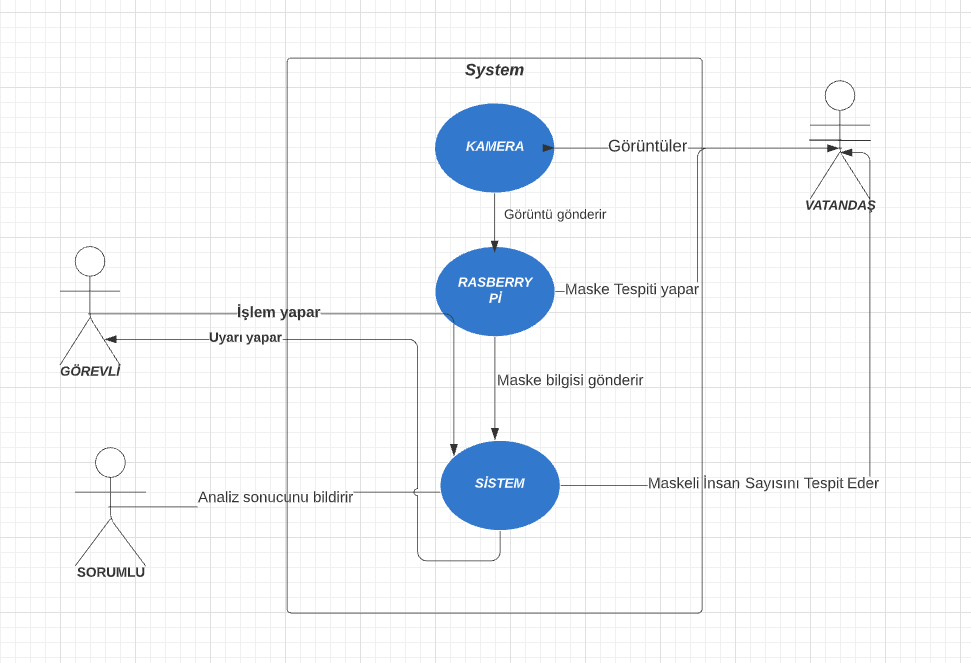 System
KAMERA
Görüntüler
VATANDAŞ
Görüntü gönderir
RASBERRY
Pİ
Maske Tespiti yapar
İşlem yapar
Uyarı yapar
GÖREVLİ
Maske bilgisi gönderir
SİSTEM
Maskeli İnsan Sayısını Tespit Eder
Analiz sonucunu bildirir
SORUMLU